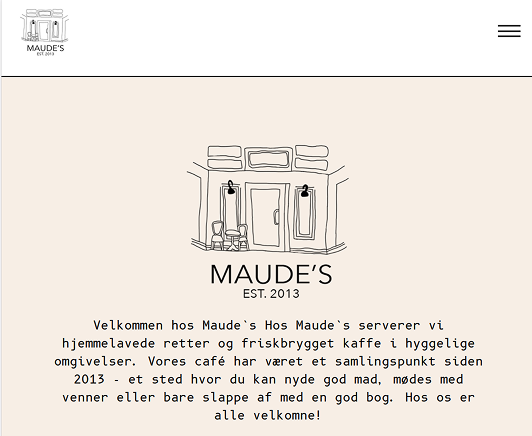 MAUDE'S
EST. 2013
MAUDE'S
EST. 2013
Velkommen hos Maude`s Hos Maude`s serverer vi
hjemmelavede retter og friskbrygget kaffe i hyggelige
omgivelser. Vores café har været et samlingspunkt siden
2013 - et sted hvor du kan nyde god mad, mødes med
venner eller bare slappe af med en god bog. Hos os er
alle velkomne!